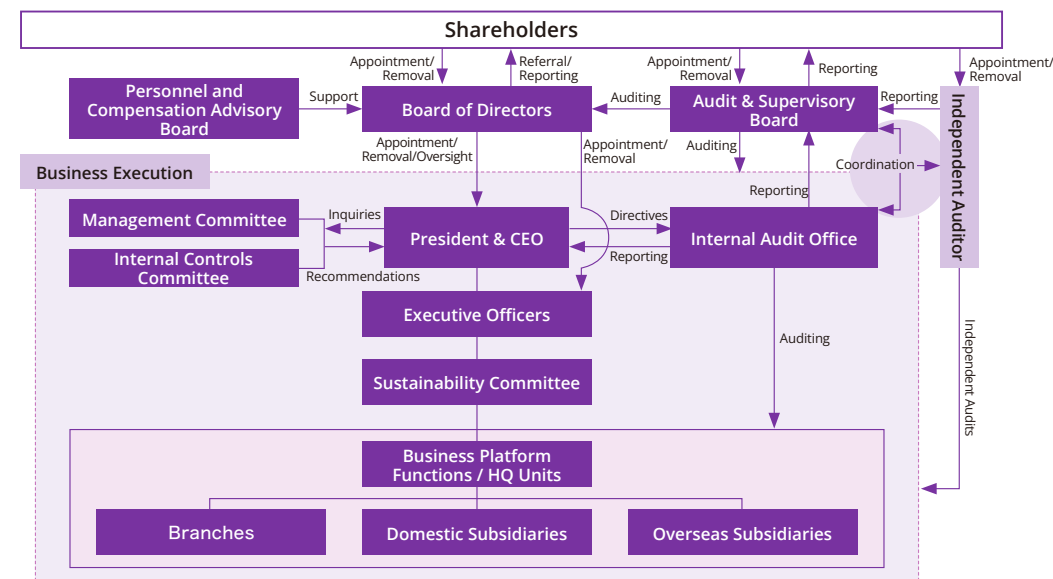 Shareholders
Appointment/
Removal
Referral/
Reporting
Appointment/
Removal
Reporting
Appointment/
Removal
Personnel and
Compensation Advisory
Board
Support
Board of Directors
Auditing
Audit & Supervisory
Board
Reporting
Independent Auditor
Appointment/
Removal/Oversight
Appointment/
Removal
Auditing
Coordination
Business Execution
Reporting
Management Committee
Inquiries
President & CEO
Directives
Internal Audit Office
Internal Controls
Committee
Recommendations
Reporting
Executive Officers
Auditing
Independent Audits
Sustainability Committee
Business Platform
Functions / HQ Units
Branches
Domestic Subsidiaries
Overseas Subsidiaries